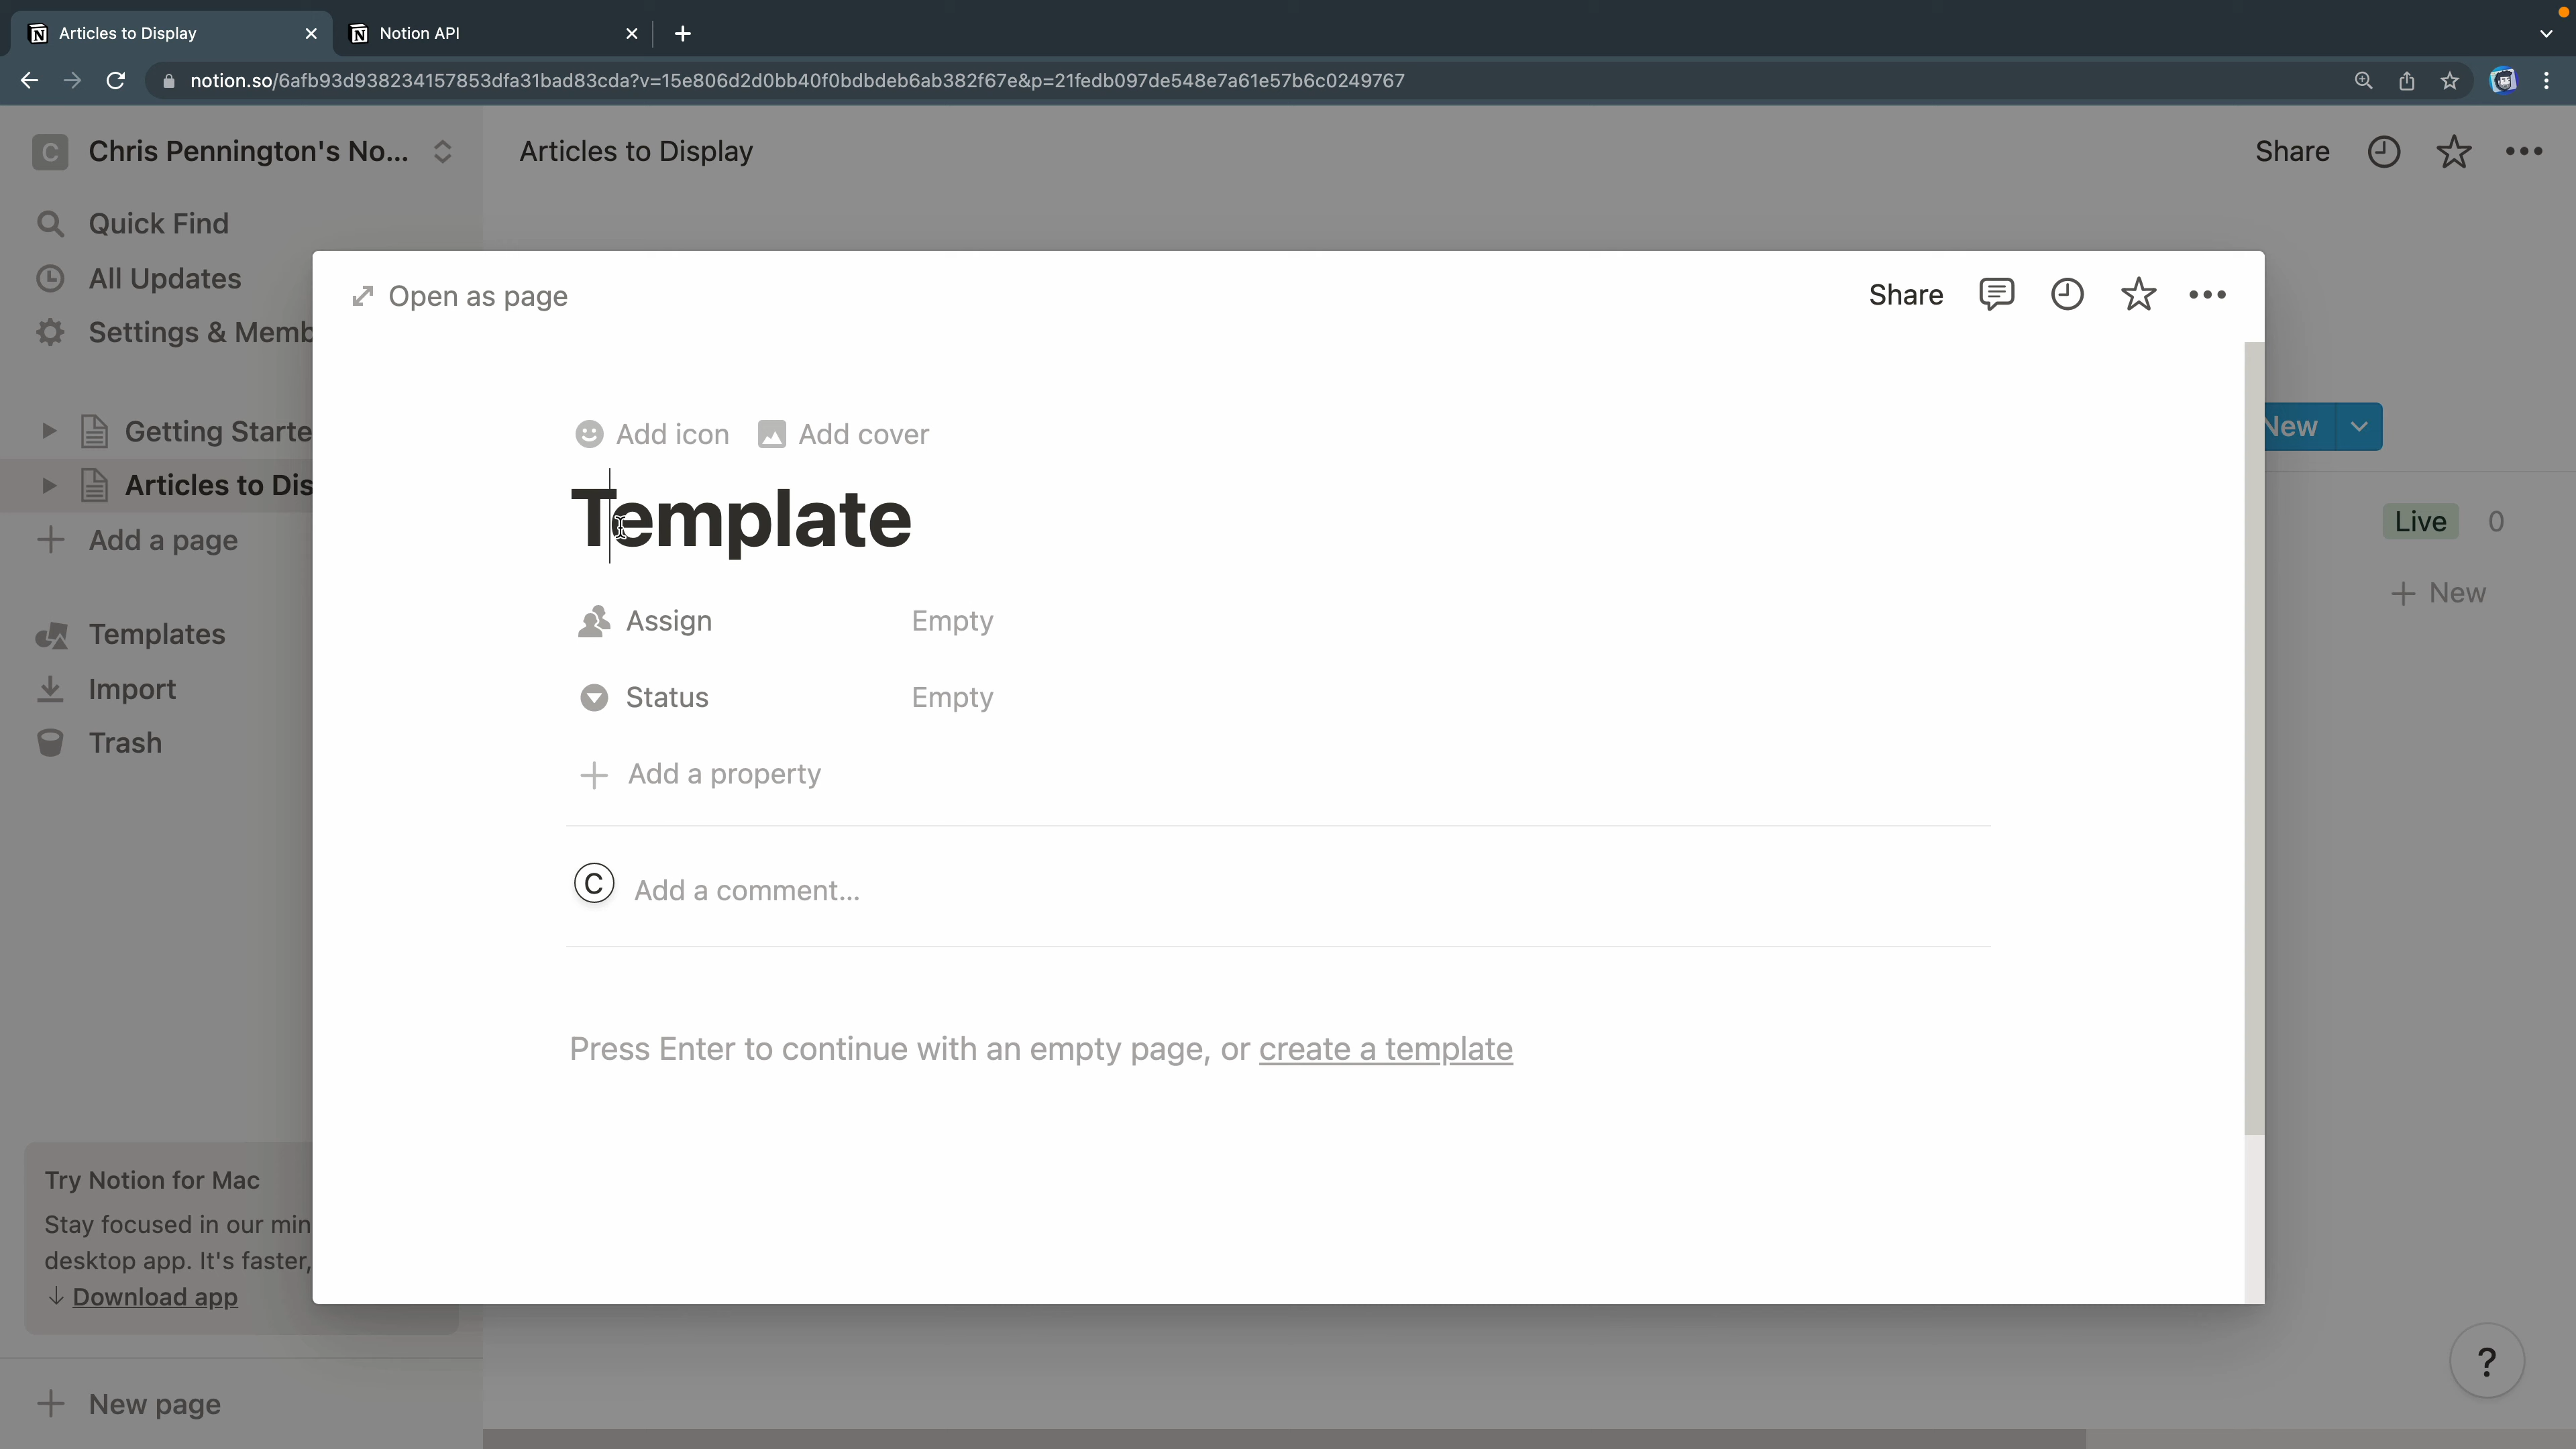 Articles to Display
Notion API
notion.so/6afb93d938234157853dfa31bad83cda?v=15e806d2d0bb40f0bdbdeb6ab382f67e&p=21fedb097de548e7a61e57b6c0249767
C Chris Pennington's No...
Articles to Display
Share
Quick Find
All Updates
Settings & Memb
Open as page
Share
Getting Starte
Add icon
Add cover
New
Articles to Dis
Template
Live 0
Add a page
New
Templates
Assign
Empty
Import
Status
Empty
Trash
Add a property
C Add a comment...
Press Enter to continue with an empty page, or create a template
Try Notion for Mac
Stay focused in our min
desktop app. It's faster,
Download app
New page
?